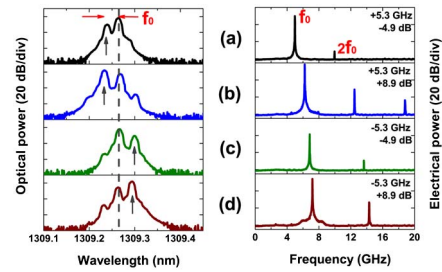 f₀
(a)
f₀
2f₀
+5.3 GHz
-4.9 dB
(b)
+5.3 GHz
+8.9 dB
(c)
-5.3 GHz
-4.9 dB
(d)
-5.3 GHz
+8.9 dB
Optical power (20 dB/div)
Electrical power (20 dB/div)
1309.1 1309.2 1309.3 1309.4
Wavelength (nm)
0 4 8 12 16 20
Frequency (GHz)